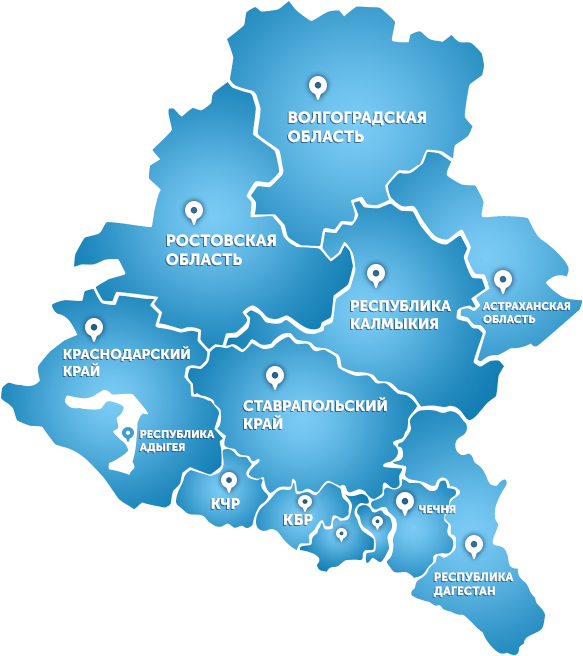 ВОЛГОГРАДСКАЯ
ОБЛАСТЬ
РОСТОВСКАЯ
ОБЛАСТЬ
РЕСПУБЛИКА
КАЛМЫКИЯ
АСТРАХАНСКАЯ
ОБЛАСТЬ
КРАСНОДАРСКИЙ
КРАЙ
СТАВРАПОЛЬСКИЙ
КРАЙ
РЕСПУБЛИКА
АДЫГЕЯ
КЧР
КБР
ЧЕЧНЯ
РЕСПУБЛИКА
ДАГЕСТАН